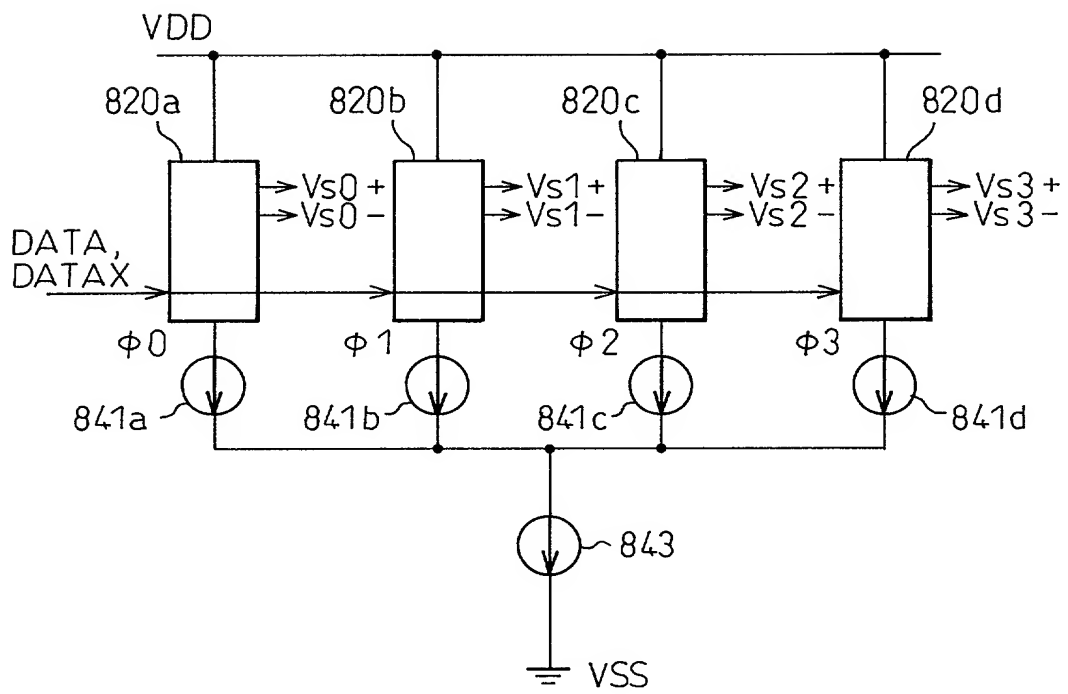 VDD
820a
820b
820c
820d
Vs0+
Vs0-
Vs1+
Vs1-
Vs2+
Vs2-
Vs3+
Vs3-
DATA,
DATAX
Φ0
Φ1
Φ2
Φ3
841a
841b
841c
841d
843
VSS